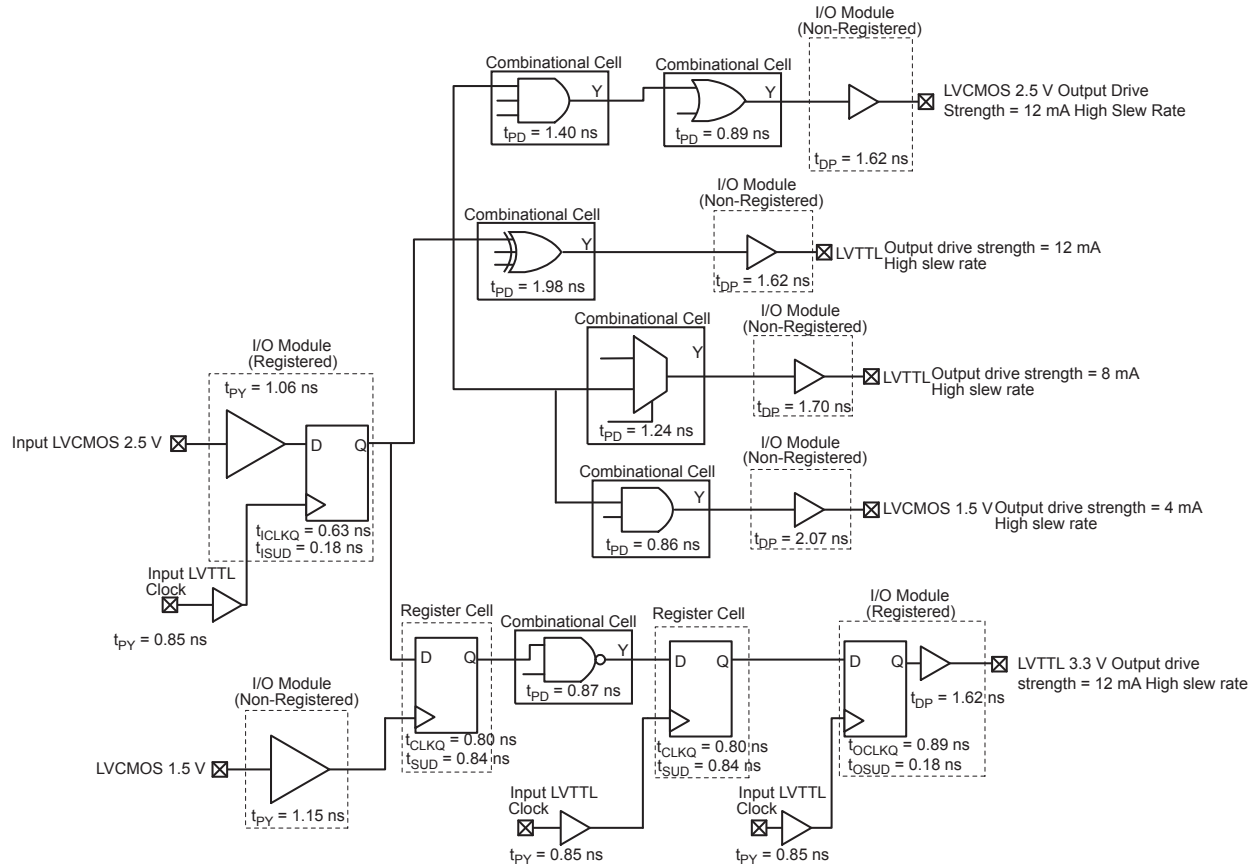 I/O Module
(Non-Registered)
Combinational Cell
Y
tPD = 1.40 ns
Combinational Cell
Y
tPD = 0.89 ns
tDP = 1.62 ns
LVCMOS 2.5 V Output Drive
Strength = 12 mA High Slew Rate
I/O Module
(Non-Registered)
Combinational Cell
Y
tPD = 1.98 ns
tDP = 1.62 ns
LVTTL Output drive strength = 12 mA
High slew rate
Combinational Cell
Y
tPD = 1.24 ns
I/O Module
(Non-Registered)
tDP = 1.70 ns
LVTTL Output drive strength = 8 mA
High slew rate
I/O Module
(Registered)
tPY = 1.06 ns
Input LVCMOS 2.5 V
D
Q
tICLKQ = 0.63 ns
tISUD = 0.18 ns
Input LVTTL
Clock
tPY = 0.85 ns
Combinational Cell
Y
tPD = 0.86 ns
I/O Module
(Non-Registered)
tDP = 2.07 ns
LVCMOS 1.5 V Output drive strength = 4 mA
High slew rate
I/O Module
(Non-Registered)
LVCMOS 1.5 V
tPY = 1.15 ns
Register Cell
D
Q
tCLKQ = 0.80 ns
tSUD = 0.84 ns
Combinational Cell
Y
tPD = 0.87 ns
Register Cell
D
Q
tCLKQ = 0.80 ns
tSUD = 0.84 ns
Input LVTTL
Clock
tPY = 0.85 ns
I/O Module
(Registered)
D
Q
tDP = 1.62 ns
tOCLKQ = 0.89 ns
tOSUD = 0.18 ns
LVTTL 3.3 V Output drive
strength = 12 mA High slew rate
Input LVTTL
Clock
tPY = 0.85 ns